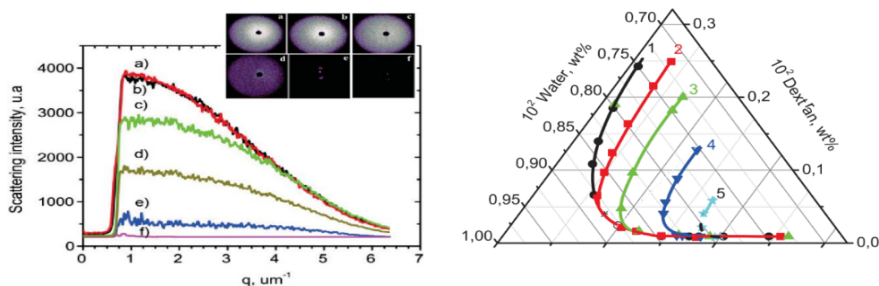 Scattering intensity, u.a
4000
3000
2000
1000
500
0
a)
b)
c)
d)
e)
f)
a b c
d e f
0 1 2 3 4 5 6 7
q, um⁻¹
10² Water, wt%
0,70
0,75
0,80
0,85
0,90
0,95
1,00
10² Dextran, wt%
0,3
0,2
0,1
0,0
1 2
3
4
5